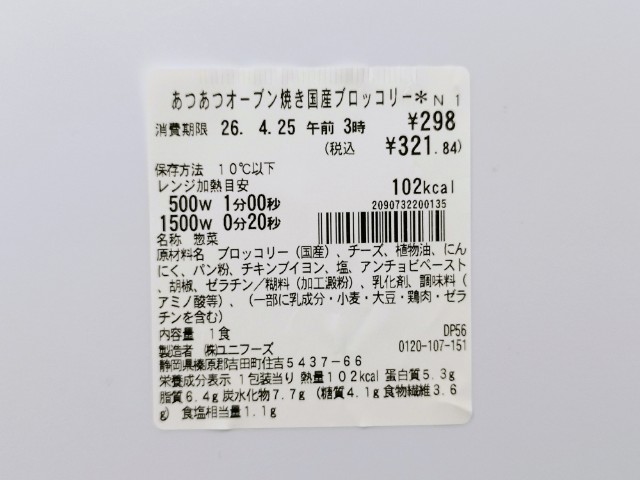 あつあつオーブン焼き国産ブロッコリー＊Ｎ１
消費期限 26. 4.25 午前 3時 ¥298
(税込 ¥321.84)
保存方法 １０℃以下
レンジ加熱目安 102kcal
500W 1分00秒 2090732200135
1500W 0分20秒
名称 惣菜
原材料名 ブロッコリー（国産）、チーズ、植物油、にん
にく、パン粉、チキンブイヨン、塩、アンチョビペースト
、胡椒、ゼラチン／糊料（加工澱粉）、乳化剤、調味料（
アミノ酸等）、（一部に乳成分・小麦・大豆・鶏肉・ゼラ
チンを含む）
内容量 １食 DP56
製造者 ㈱ユニフーズ 0120-107-151
静岡県榛原郡吉田町住吉５４３７－６６
栄養成分表示 １包装当り 熱量１０２kcal 蛋白質５.３g
脂質６.４g 炭水化物７.７g （糖質４.１g 食物繊維３.６
g） 食塩相当量１.１g